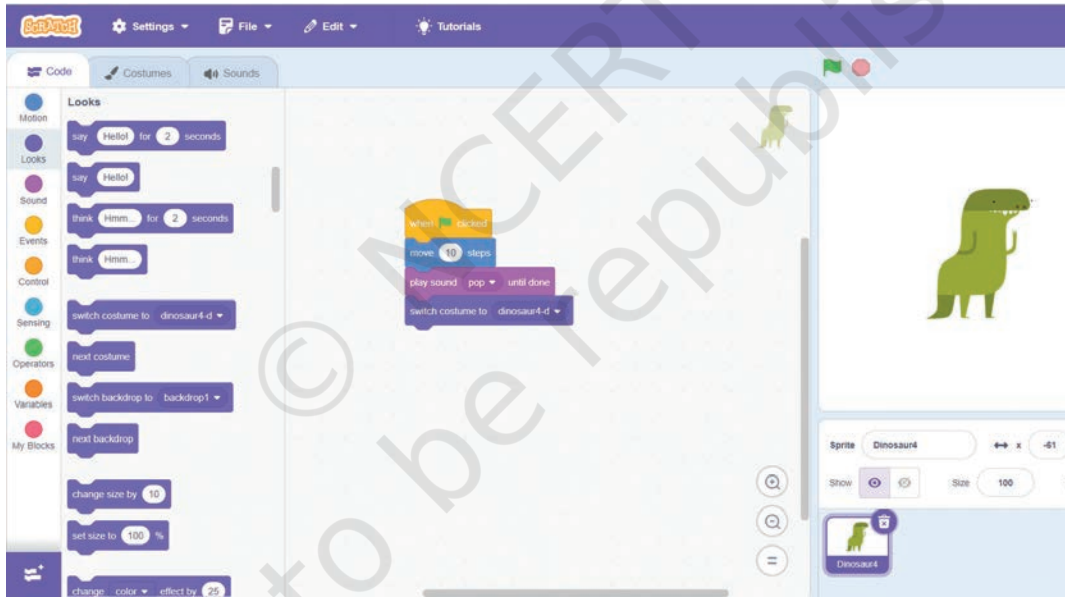 SCRATCH Settings File Edit Tutorials
Code Costumes Sounds
Motion
Looks
Sound
Events
Control
Sensing
Operators
Variables
My Blocks
Looks
say Hello! for 2 seconds
say Hello!
think Hmm... for 2 seconds
think Hmm...
switch costume to dinosaur4-d
next costume
switch backdrop to backdrop1
next backdrop
change size by 10
set size to 100 %
change color effect by 25
when clicked
move 10 steps
play sound pop until done
switch costume to dinosaur4-d
Sprite Dinosaur4 x -61
Show Size 100
Dinosaur4
© NCERT
to be republis